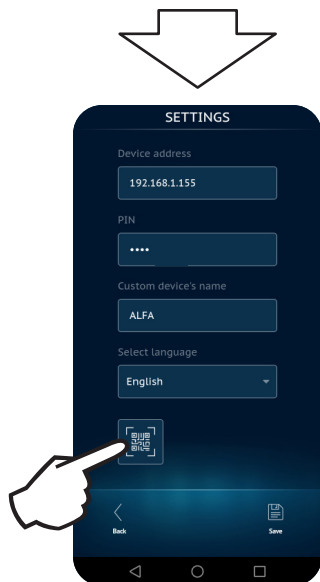 SETTINGS
Device address
192.168.1.155
PIN
••••
Custom device's name
ALFA
Select language
English
Back
Save